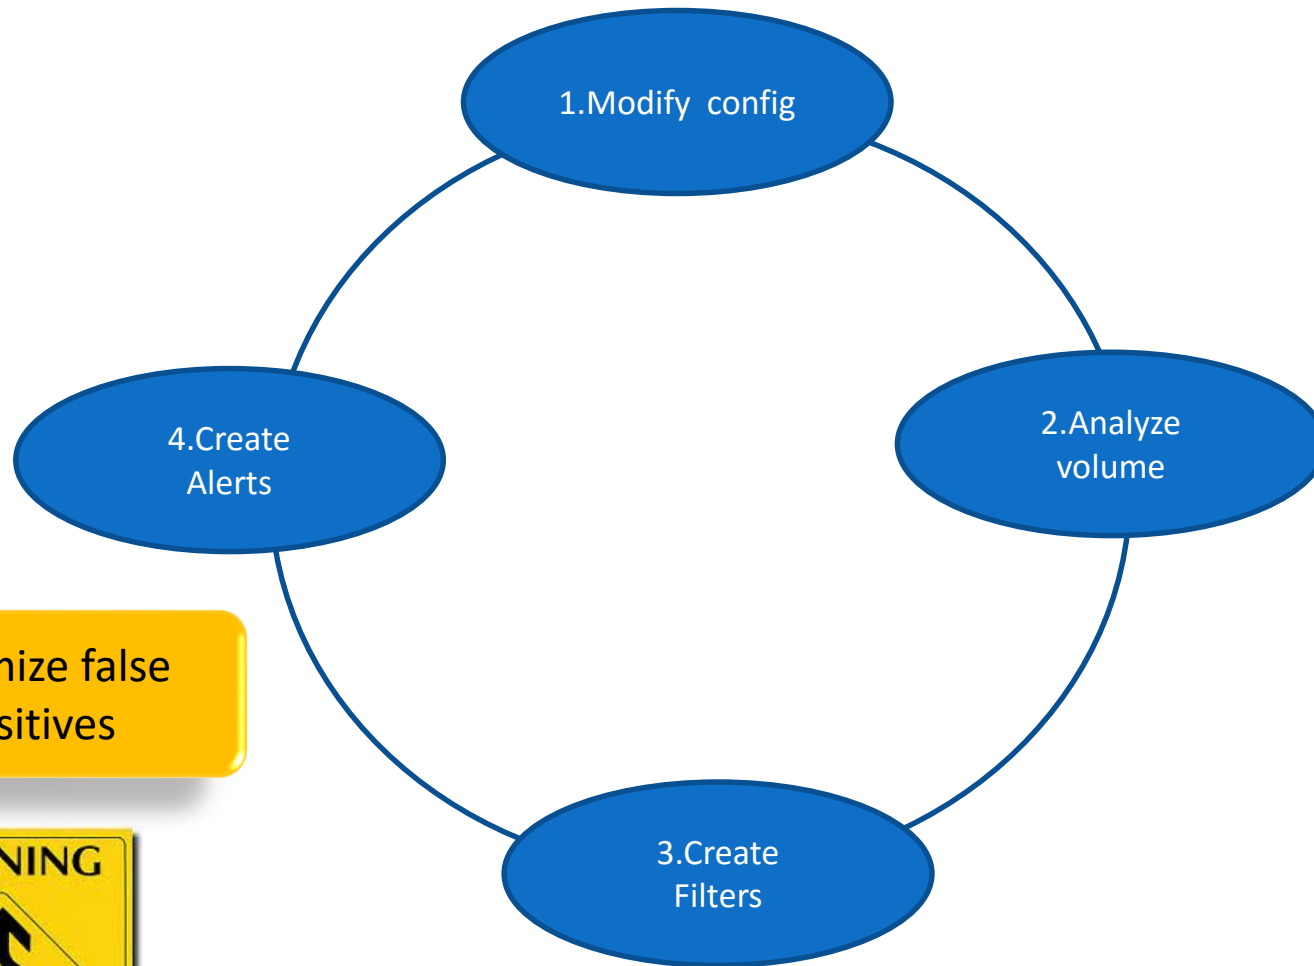 1.Modify  config
2.Analyze
volume
4.Create
Alerts
nize false
sitives
3.Create
Filters
NING